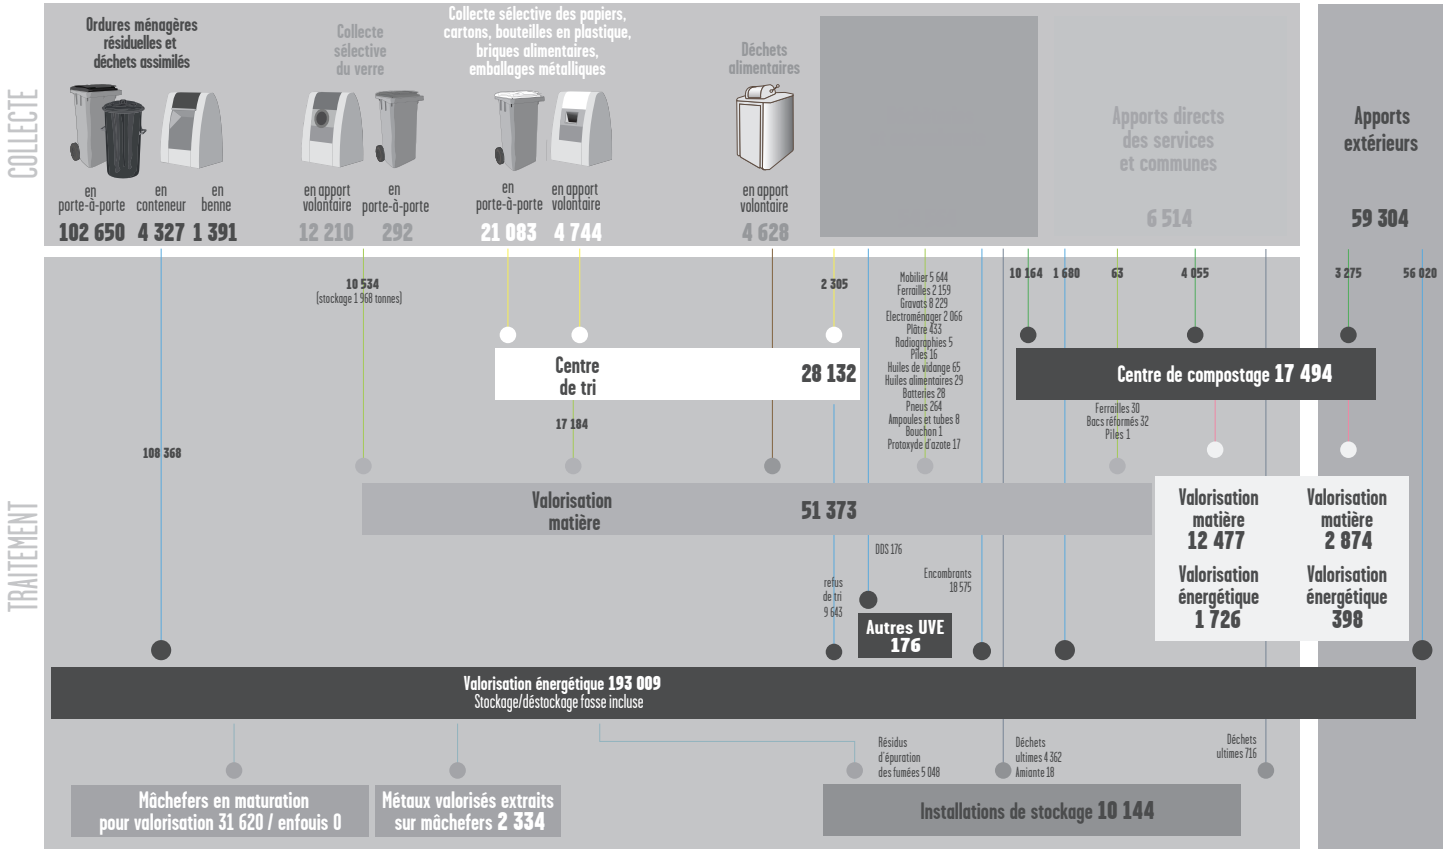 COLLECTE
Ordures ménagères
résiduelles et
déchets assimilés
en
porte-à-porte
102 650
en
conteneur
4 327
en
benne
1 391
Collecte
sélective
du verre
en apport
volontaire
12 210
en
porte-à-porte
292
Collecte sélective des papiers,
cartons, bouteilles en plastique,
briques alimentaires,
emballages métalliques
en
porte-à-porte
21 083
en apport
volontaire
4 744
Déchets
alimentaires
en apport
volontaire
4 628
Apports directs
des services
et communes
6 514
Apports
extérieurs
59 304
TRAITEMENT
10 534
(stockage 1 968 tonnes)
2 305
Mobilier 5 644
Ferrailles 2 159
Gravats 8 229
Electroménager 2 066
Plâtre 433
Radiographies 5
Piles 16
Huiles de vidange 65
Huiles alimentaires 29
Batteries 28
Pneus 264
Ampoules et tubes 8
Bouchon 1
Protoxyde d'azote 17
10 164
1 680
63
4 055
3 275
56 020
Centre
de tri
28 132
Centre de compostage 17 494
17 184
Ferrailles 30
Bacs réformés 32
Piles 1
108 368
Valorisation
matière
51 373
Valorisation
matière
12 477
Valorisation
énergétique
1 726
Valorisation
matière
2 874
Valorisation
énergétique
398
DDS 176
Encombrants
18 575
refus
de tri
9 643
Autres UVE
176
Valorisation énergétique 193 009
Stockage/déstockage fosse incluse
Résidus
d'épuration
des fumées 5 048
Déchets
ultimes 4 362
Amiante 18
Déchets
ultimes 716
Mâchefers en maturation
pour valorisation 31 620 / enfouis 0
Métaux valorisés extraits
sur mâchefers 2 334
Installations de stockage 10 144